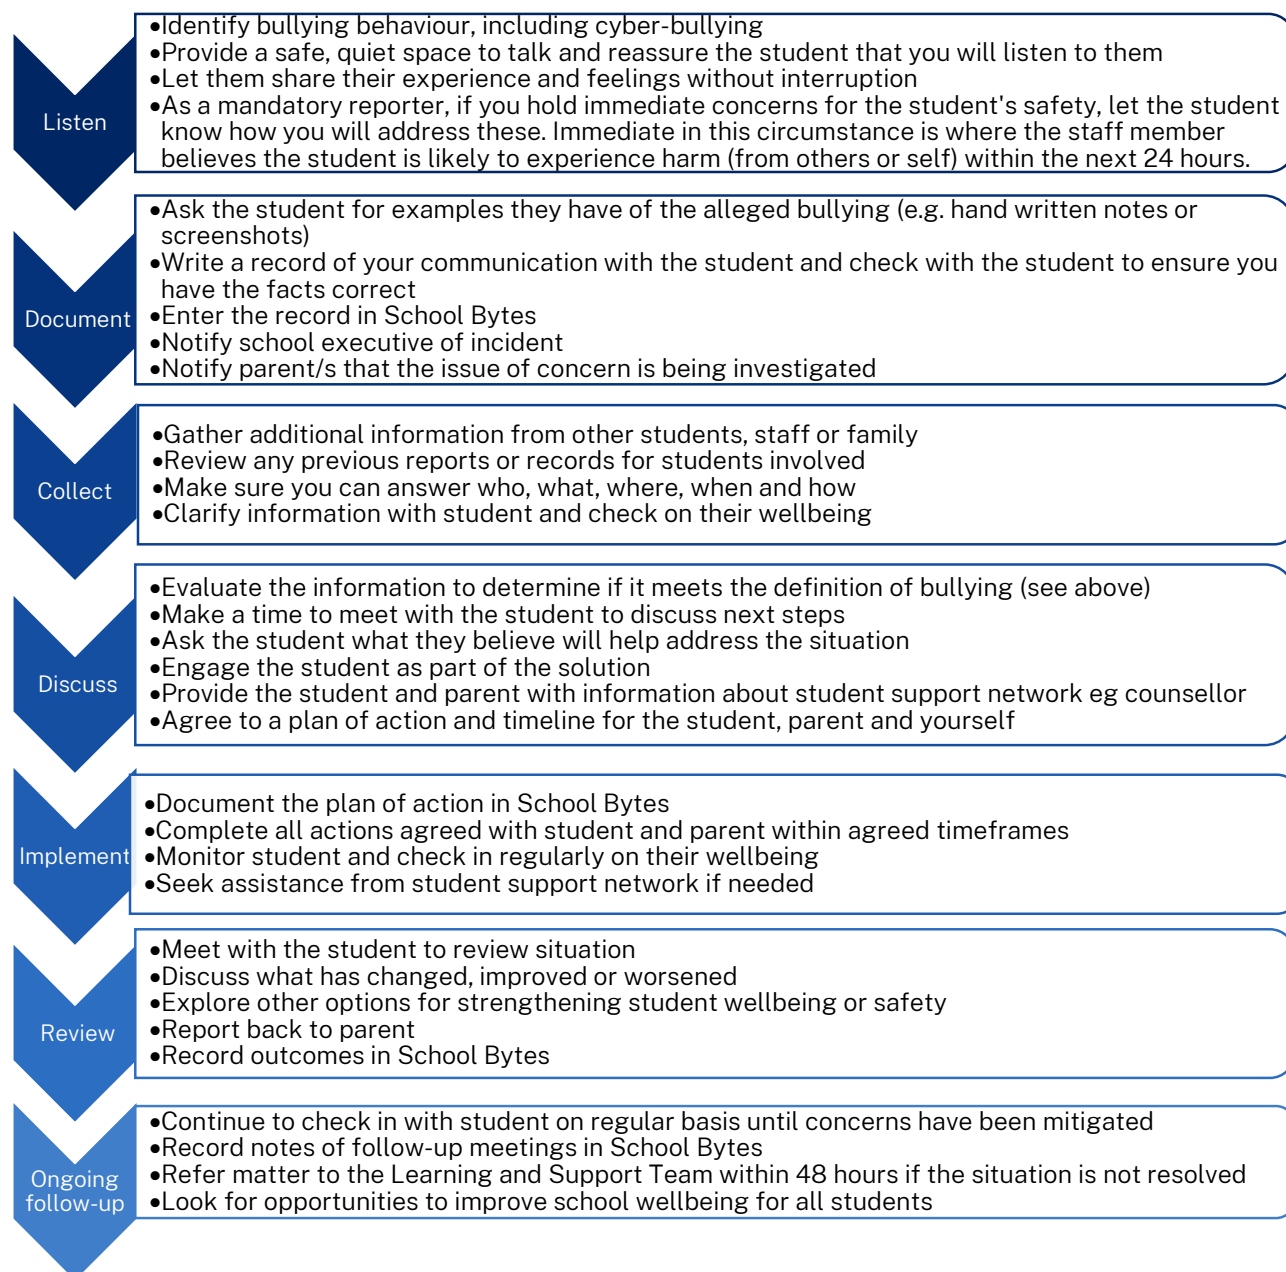 Listen
•Identify bullying behaviour, including cyber-bullying
•Provide a safe, quiet space to talk and reassure the student that you will listen to them
•Let them share their experience and feelings without interruption
•As a mandatory reporter, if you hold immediate concerns for the student's safety, let the student
know how you will address these. Immediate in this circumstance is where the staff member
believes the student is likely to experience harm (from others or self) within the next 24 hours.
Document
•Ask the student for examples they have of the alleged bullying (e.g. hand written notes or
screenshots)
•Write a record of your communication with the student and check with the student to ensure you
have the facts correct
•Enter the record in School Bytes
•Notify school executive of incident
•Notify parent/s that the issue of concern is being investigated
Collect
•Gather additional information from other students, staff or family
•Review any previous reports or records for students involved
•Make sure you can answer who, what, where, when and how
•Clarify information with student and check on their wellbeing
Discuss
•Evaluate the information to determine if it meets the definition of bullying (see above)
•Make a time to meet with the student to discuss next steps
•Ask the student what they believe will help address the situation
•Engage the student as part of the solution
•Provide the student and parent with information about student support network eg counsellor
•Agree to a plan of action and timeline for the student, parent and yourself
Implement
•Document the plan of action in School Bytes
•Complete all actions agreed with student and parent within agreed timeframes
•Monitor student and check in regularly on their wellbeing
•Seek assistance from student support network if needed
Review
•Meet with the student to review situation
•Discuss what has changed, improved or worsened
•Explore other options for strengthening student wellbeing or safety
•Report back to parent
•Record outcomes in School Bytes
Ongoing
follow-up
•Continue to check in with student on regular basis until concerns have been mitigated
•Record notes of follow-up meetings in School Bytes
•Refer matter to the Learning and Support Team within 48 hours if the situation is not resolved
•Look for opportunities to improve school wellbeing for all students